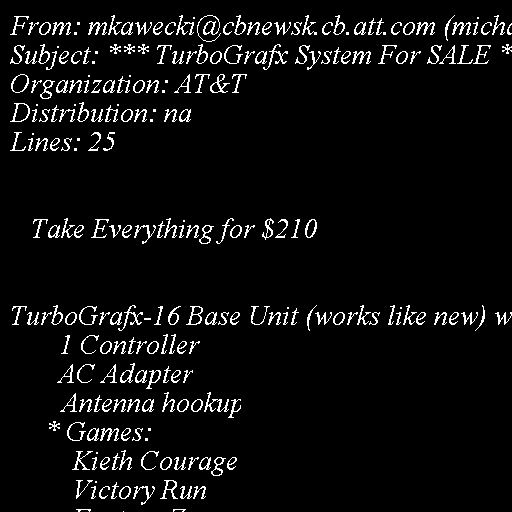 From: mkawecki@cbnewsk.cb.att.com (micha
Subject: *** TurboGrafx System For SALE *
Organization: AT&T
Distribution: na
Lines: 25
Take Everything for $210
TurboGrafx-16 Base Unit (works like new) w
1 Controller
AC Adapter
Antenna hookup
* Games:
Kieth Courage
Victory Run